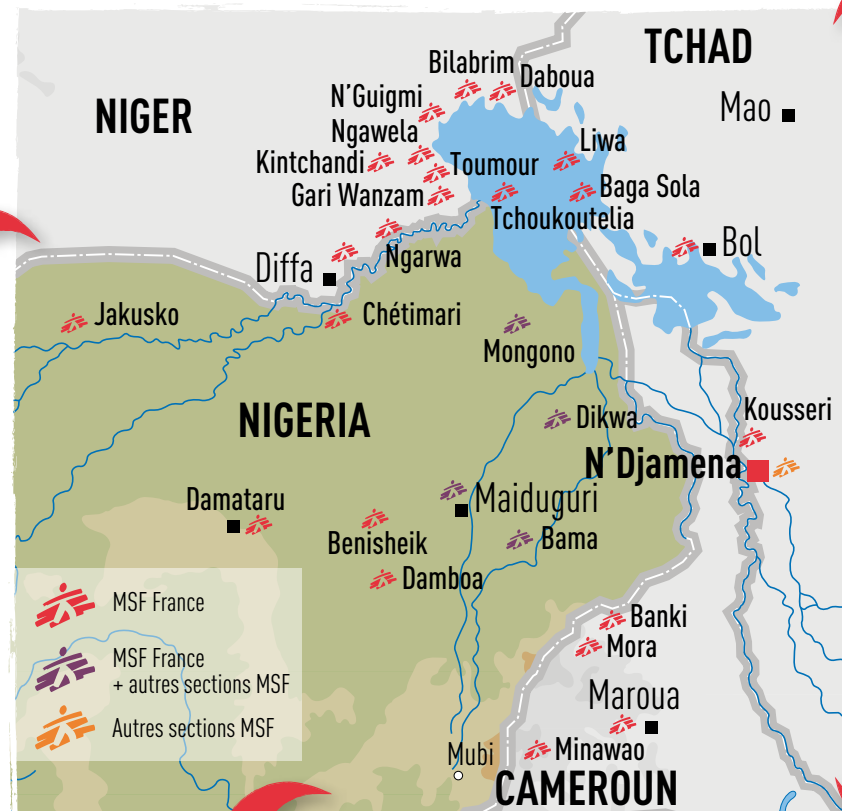 TCHAD
Bilabrim
Daboua
N'Guigmi
Mao
NIGER
Ngawela
Liwa
Kintchandi
Toumour
Gari Wanzam
Baga Sola
Tchoukoutelia
Bol
Ngarwa
Diffa
Jakusko
Chétimari
Mongono
NIGERIA
Dikwa
Kousseri
N'Djamena
Damataru
Maiduguri
Benisheik
Bama
Damboa
MSF France
Banki
Mora
MSF France
+ autres sections MSF
Maroua
Autres sections MSF
Mubi
Minawao
CAMEROUN